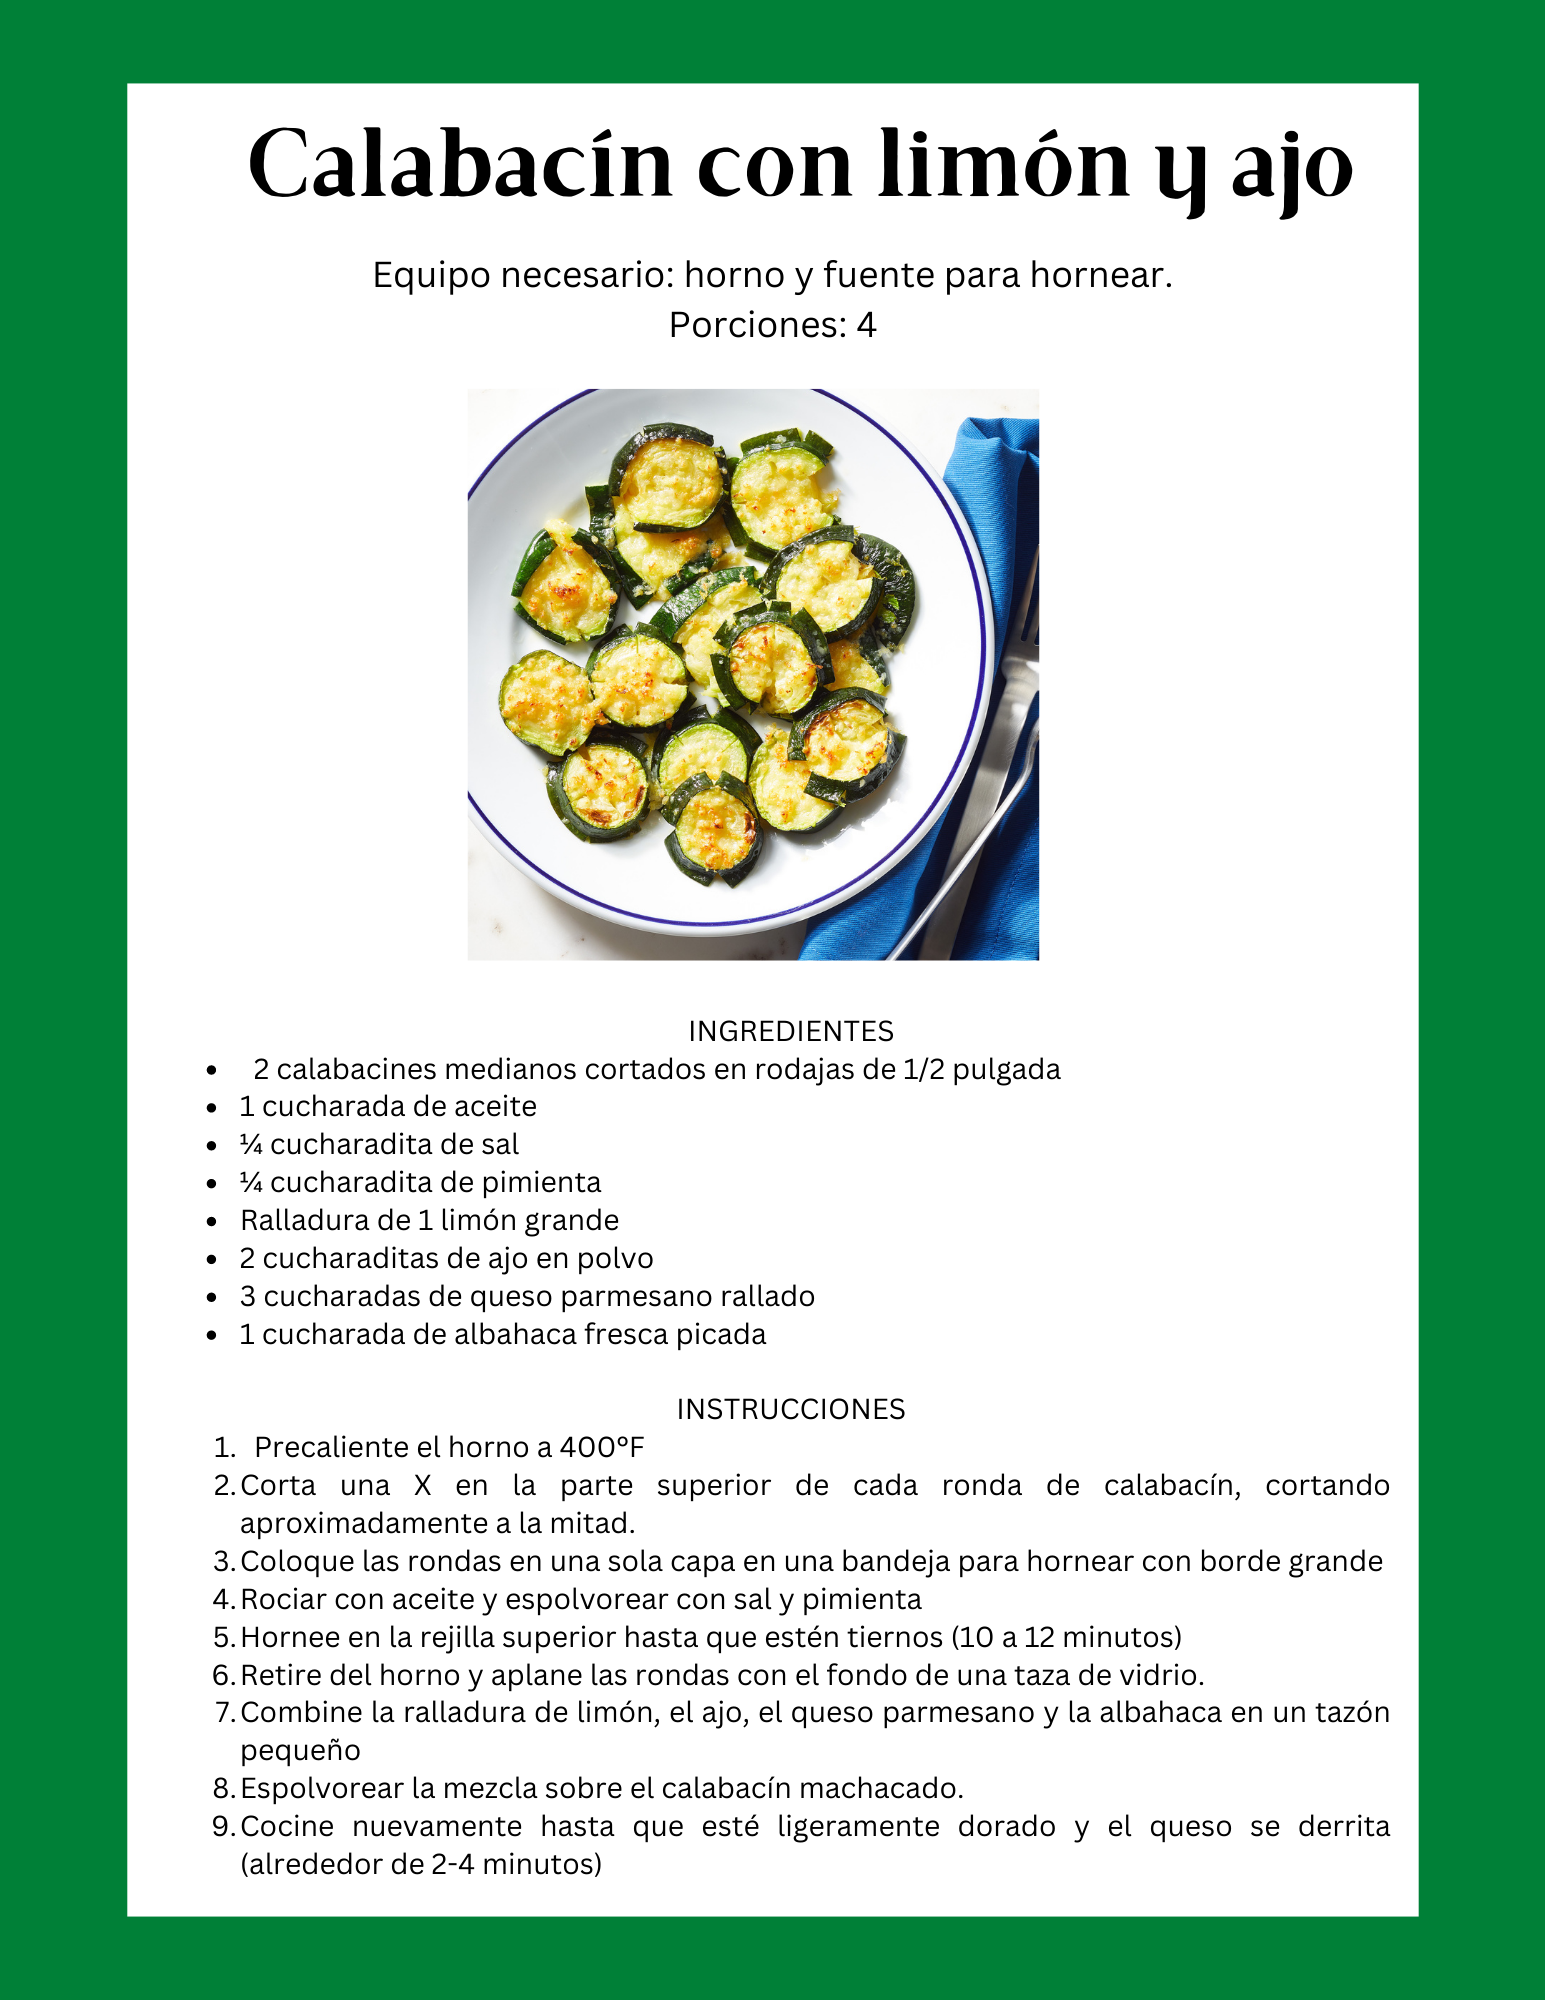 Calabacín con limón y ajo
Equipo necesario: horno y fuente para hornear.
Porciones: 4
INGREDIENTES
• 2 calabacines medianos cortados en rodajas de 1/2 pulgada
• 1 cucharada de aceite
• ¼ cucharadita de sal
• ¼ cucharadita de pimienta
• Ralladura de 1 limón grande
• 2 cucharaditas de ajo en polvo
• 3 cucharadas de queso parmesano rallado
• 1 cucharada de albahaca fresca picada
INSTRUCCIONES
1. Precaliente el horno a 400°F
2. Corta una X en la parte superior de cada ronda de calabacín, cortando
aproximadamente a la mitad.
3. Coloque las rondas en una sola capa en una bandeja para hornear con borde grande
4. Rociar con aceite y espolvorear con sal y pimienta
5. Hornee en la rejilla superior hasta que estén tiernos (10 a 12 minutos)
6. Retire del horno y aplane las rondas con el fondo de una taza de vidrio.
7. Combine la ralladura de limón, el ajo, el queso parmesano y la albahaca en un tazón
pequeño
8. Espolvorear la mezcla sobre el calabacín machacado.
9. Cocine nuevamente hasta que esté ligeramente dorado y el queso se derrita
(alrededor de 2-4 minutos)